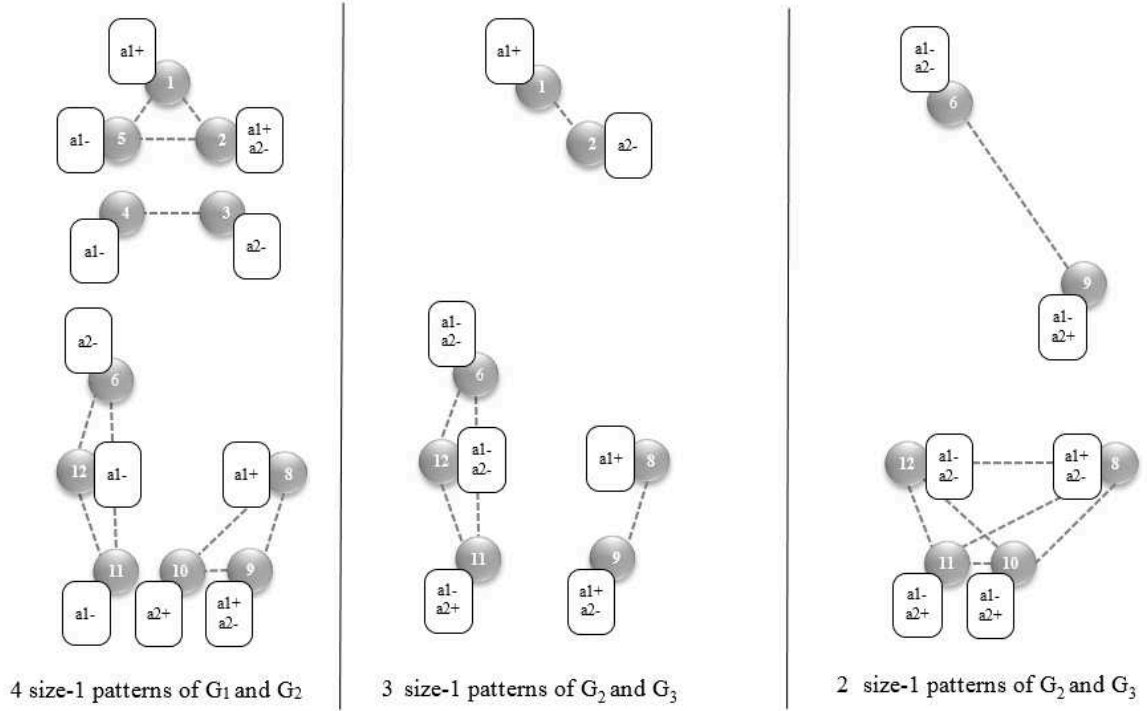 a1+
1
a1-
5
2
a1+
a2-
4
3
a1-
a2-
a2-
6
12
a1-
a1+
8
11
10
9
a1-
a2+
a1+
a2-
4 size-1 patterns of G1 and G2
a1+
1
2
a2-
a1-
a2-
6
12
a1-
a2-
a1+
8
11
9
a1-
a2+
a1+
a2-
3 size-1 patterns of G2 and G3
a1-
a2-
6
9
a1-
a2+
12
a1-
a2-
a1+
a2-
8
11
10
a1-
a2+
a1-
a2+
2 size-1 patterns of G2 and G3